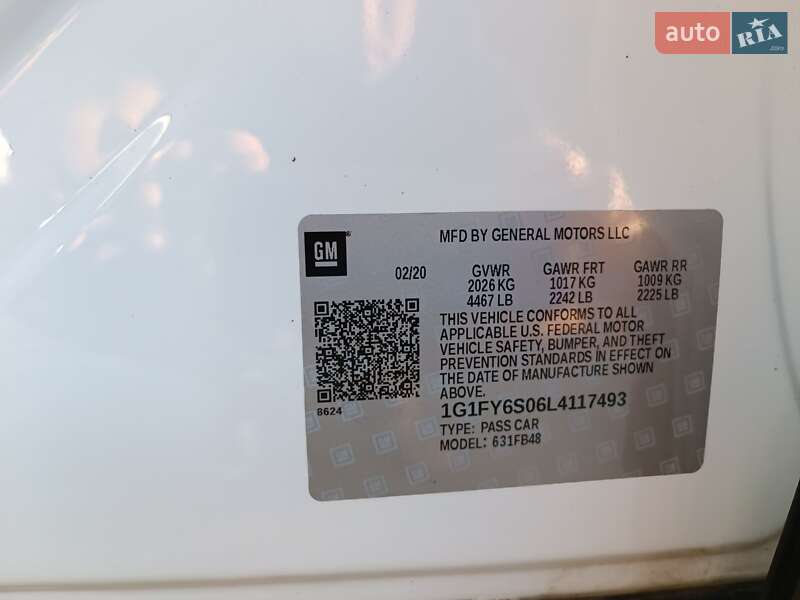 auto RIA
GM
MFD BY GENERAL MOTORS LLC
02/20 GVWR GAWR FRT GAWR RR
2026 KG 1017 KG 1009 KG
4467 LB 2242 LB 2225 LB
THIS VEHICLE CONFORMS TO ALL
APPLICABLE U.S. FEDERAL MOTOR
VEHICLE SAFETY, BUMPER, AND THEFT
PREVENTION STANDARDS IN EFFECT ON
THE DATE OF MANUFACTURE SHOWN
ABOVE.
8624
1G1FY6S06L4117493
TYPE: PASS CAR
MODEL: 631FB48